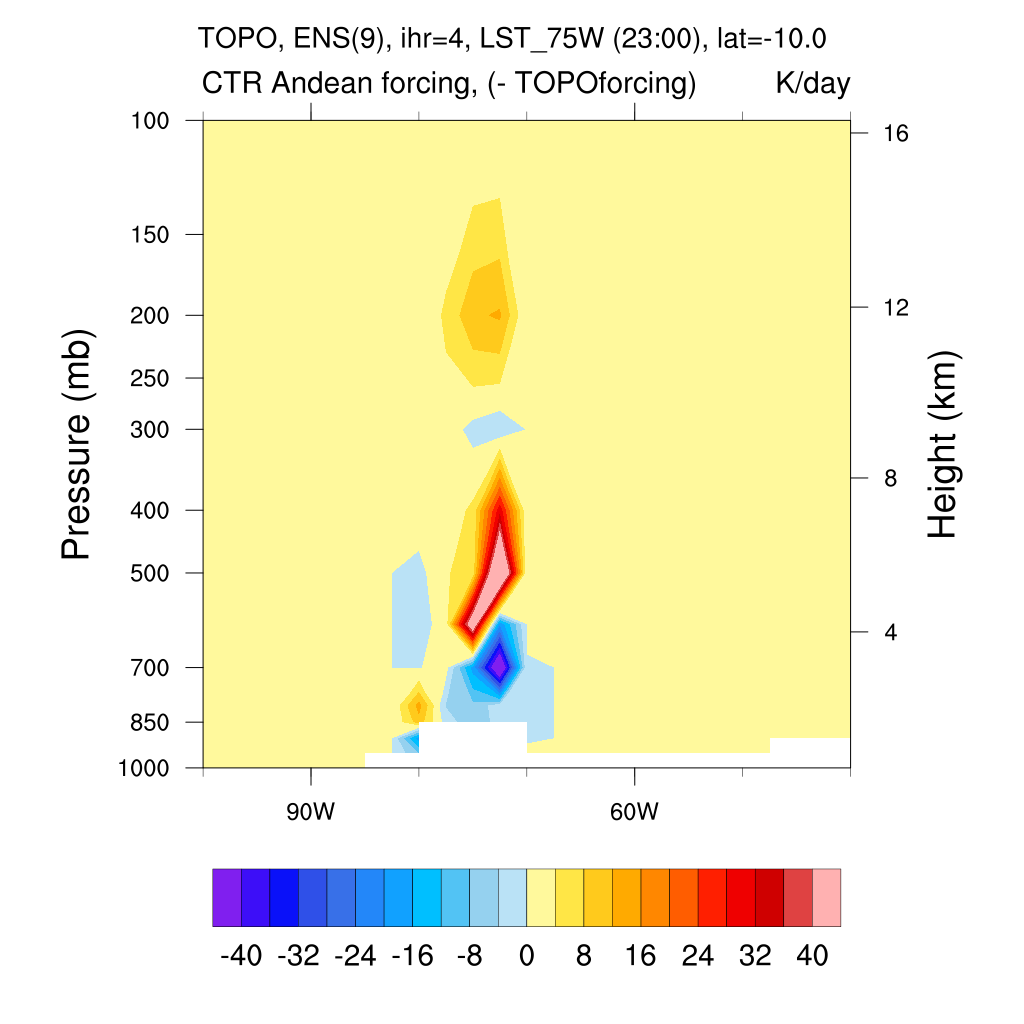 TOPO, ENS(9), ihr=4, LST_75W (23:00), lat=-10.0
CTR Andean forcing, (- TOPOforcing) K/day
100
150
200
250
300
400
500
700
850
1000
Pressure (mb)
16
12
8
4
Height (km)
90W 60W
-40 -32 -24 -16 -8 0 8 16 24 32 40